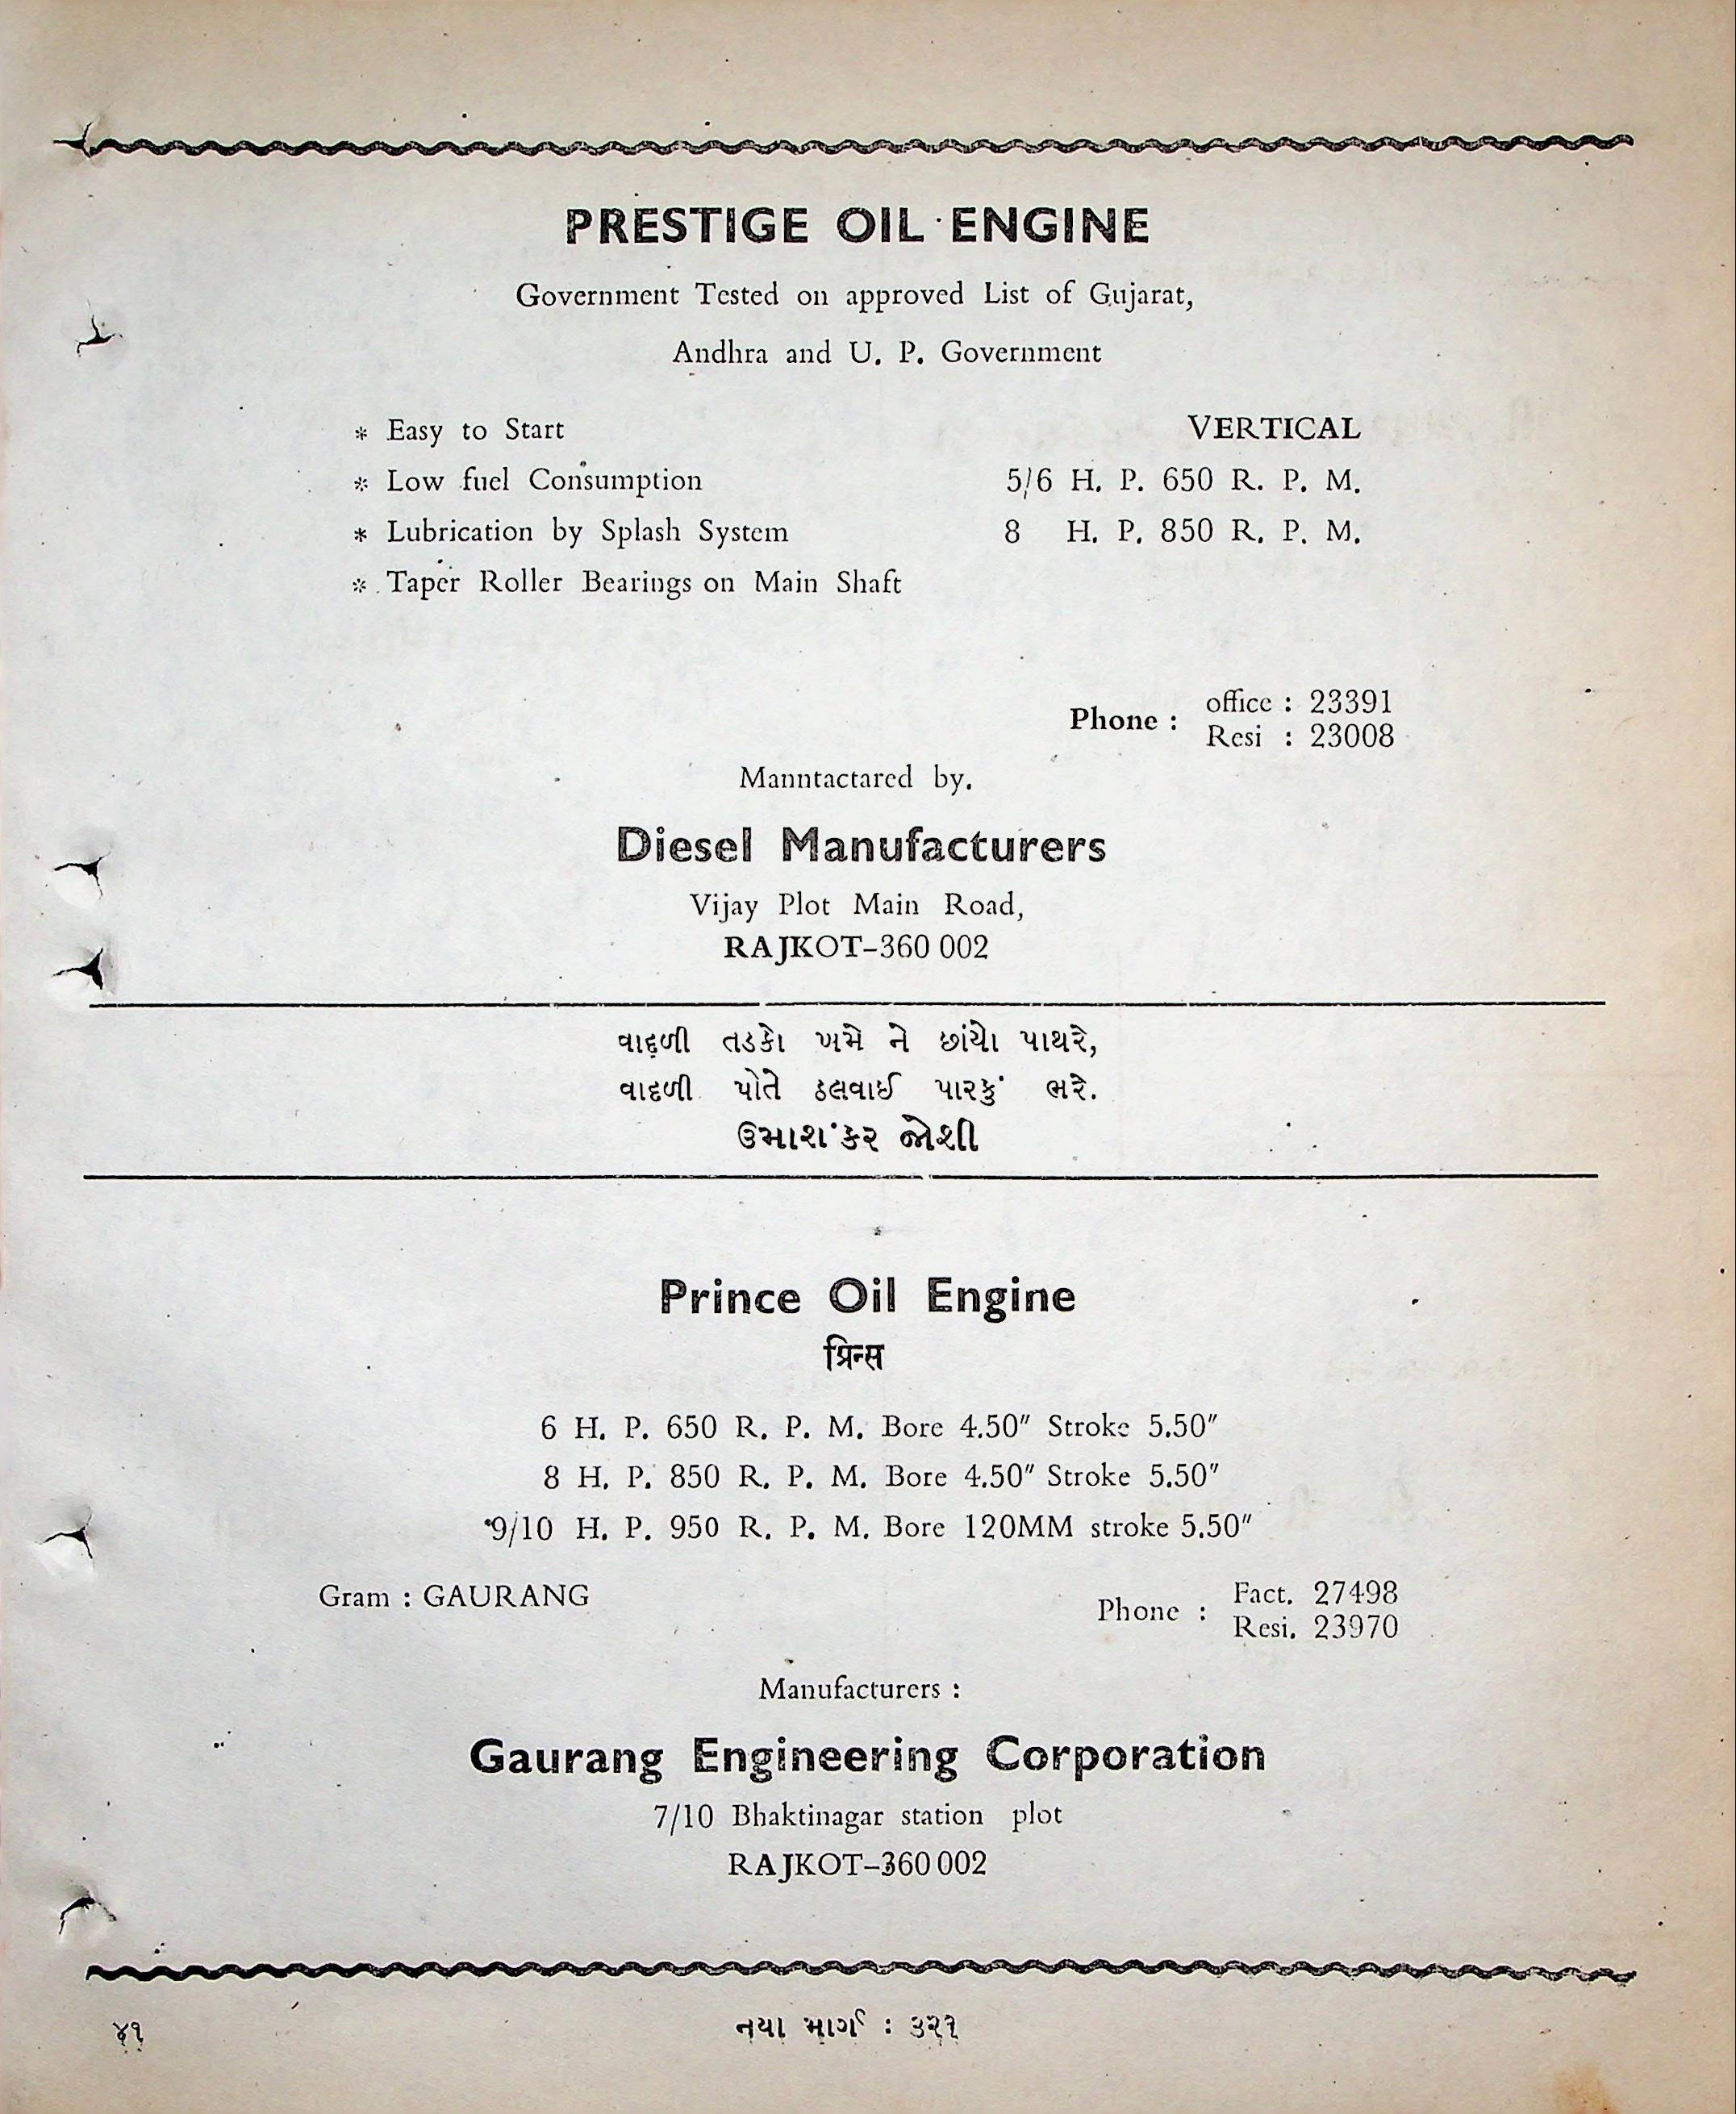 PRESTIGE OIL ENGINE
Government Tested on approved List of Gujarat,
Andhra and U. P. Government
* Easy to Start VERTICAL
* Low fuel Consumption 5/6 H. P. 650 R. P. M.
* Lubrication by Splash System 8 H. P. 850 R. P. M.
* Taper Roller Bearings on Main Shaft
Phone : office : 23391
Resi : 23008
Manntactared by.
Diesel Manufacturers
Vijay Plot Main Road,
RAJKOT-360 002
વાદળી તડકો ખમે ને છાંયો પાથરે,
વાદળી પોતે ઠલવાઈ પારકું ભરે.
ઉમાશંકર જોશી
Prince Oil Engine
प्रिन्स
6 H. P. 650 R. P. M. Bore 4.50″ Stroke 5.50″
8 H. P. 850 R. P. M. Bore 4.50″ Stroke 5.50″
9/10 H. P. 950 R. P. M. Bore 120MM stroke 5.50″
Gram : GAURANG Phone : Fact. 27498
Resi. 23970
Manufacturers :
Gaurang Engineering Corporation
7/10 Bhaktinagar station plot
RAJKOT-360 002
૪૧ નયા માર્ગ : ૩૨૧